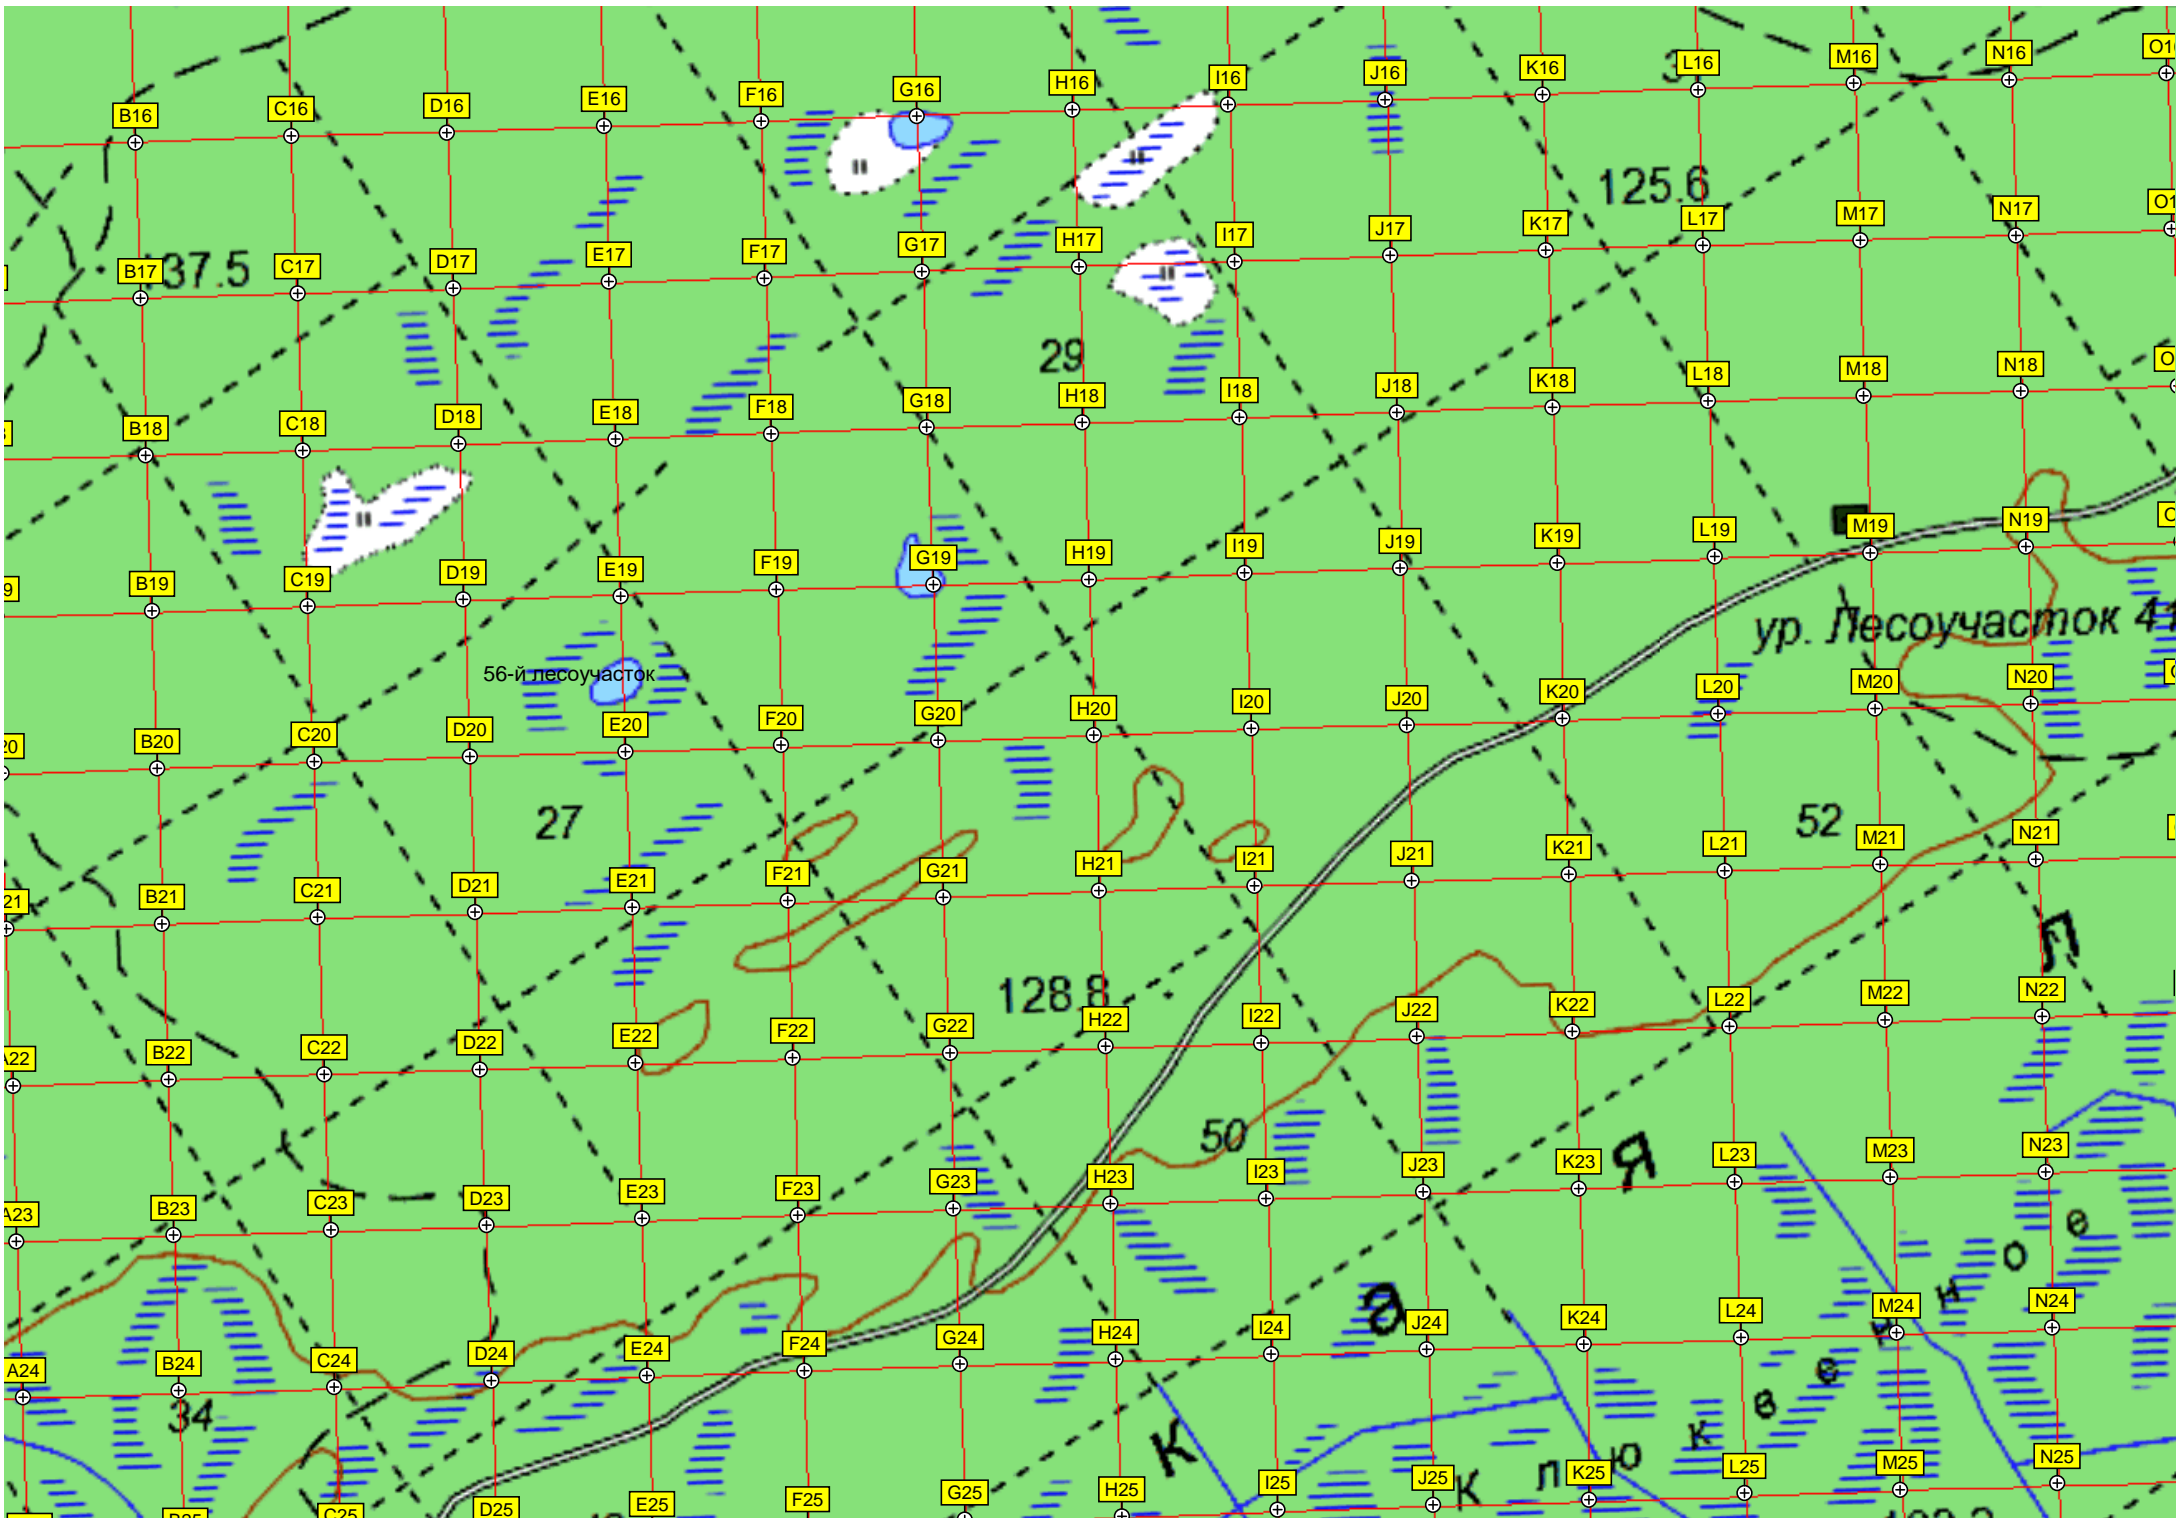 B16 C16 D16 E16 F16 G16 H16 I16 J16 K16 L16 M16 N16
125.6
B17 C17 D17 E17 F17 G17 H17 I17 J17 K17 L17 M17 N17
137.5
29
B18 C18 D18 E18 F18 G18 H18 I18 J18 K18 L18 M18 N18
B19 C19 D19 E19 F19 G19 H19 I19 J19 K19 L19 M19 N19
ур. Лесоучасток 41
56-й лесоучасток
B20 C20 D20 E20 F20 G20 H20 I20 J20 K20 L20 M20 N20
27
52
B21 C21 D21 E21 F21 G21 H21 I21 J21 K21 L21 M21 N21
128.8
A22 B22 C22 D22 E22 F22 G22 H22 I22 J22 K22 L22 M22 N22
50
A23 B23 C23 D23 E23 F23 G23 H23 I23 J23 K23 L23 M23 N23
A24 B24 C24 D24 E24 F24 G24 H24 I24 J24 K24 L24 M24 N24
34
Клюквенное
C25 D25 E25 F25 G25 H25 I25 J25 K25 L25 M25 N25